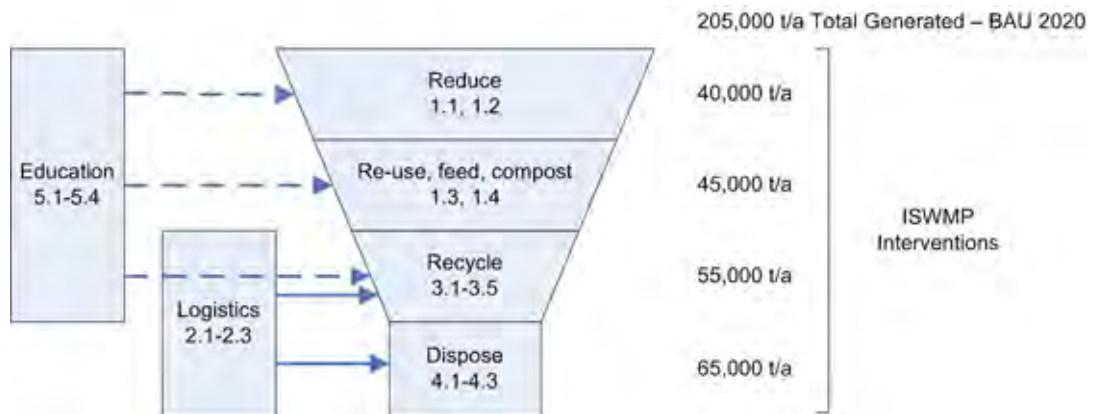 205,000 t/a Total Generated – BAU 2020
Reduce
1.1, 1.2
40,000 t/a
Education
5.1-5.4
Re-use, feed, compost
1.3, 1.4
45,000 t/a
ISWMP
Interventions
Logistics
2.1-2.3
Recycle
3.1-3.5
55,000 t/a
Dispose
4.1-4.3
65,000 t/a